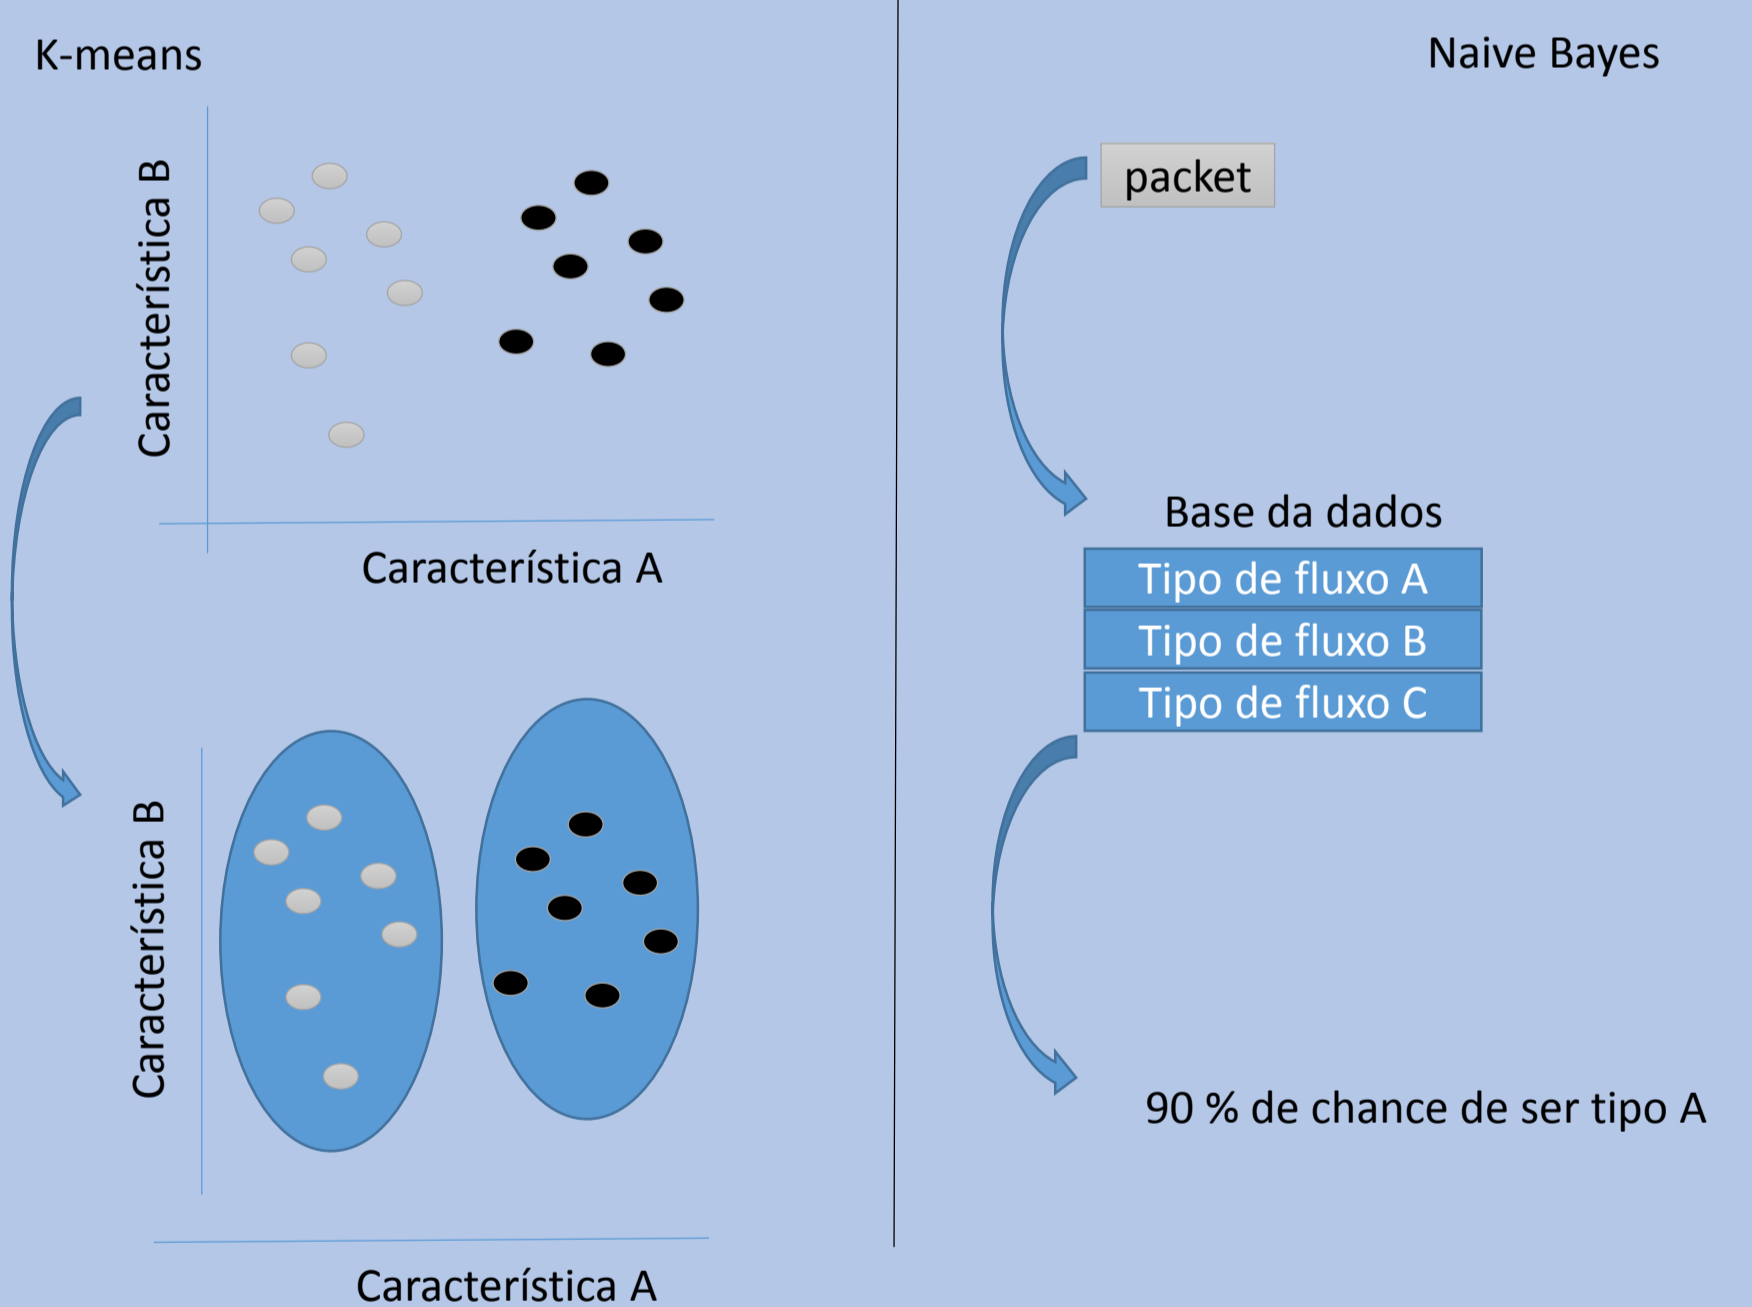 K-means
Característica B
Característica A
Característica B
Característica A
Naive Bayes
packet
Base da dados
Tipo de fluxo A
Tipo de fluxo B
Tipo de fluxo C
90 % de chance de ser tipo A